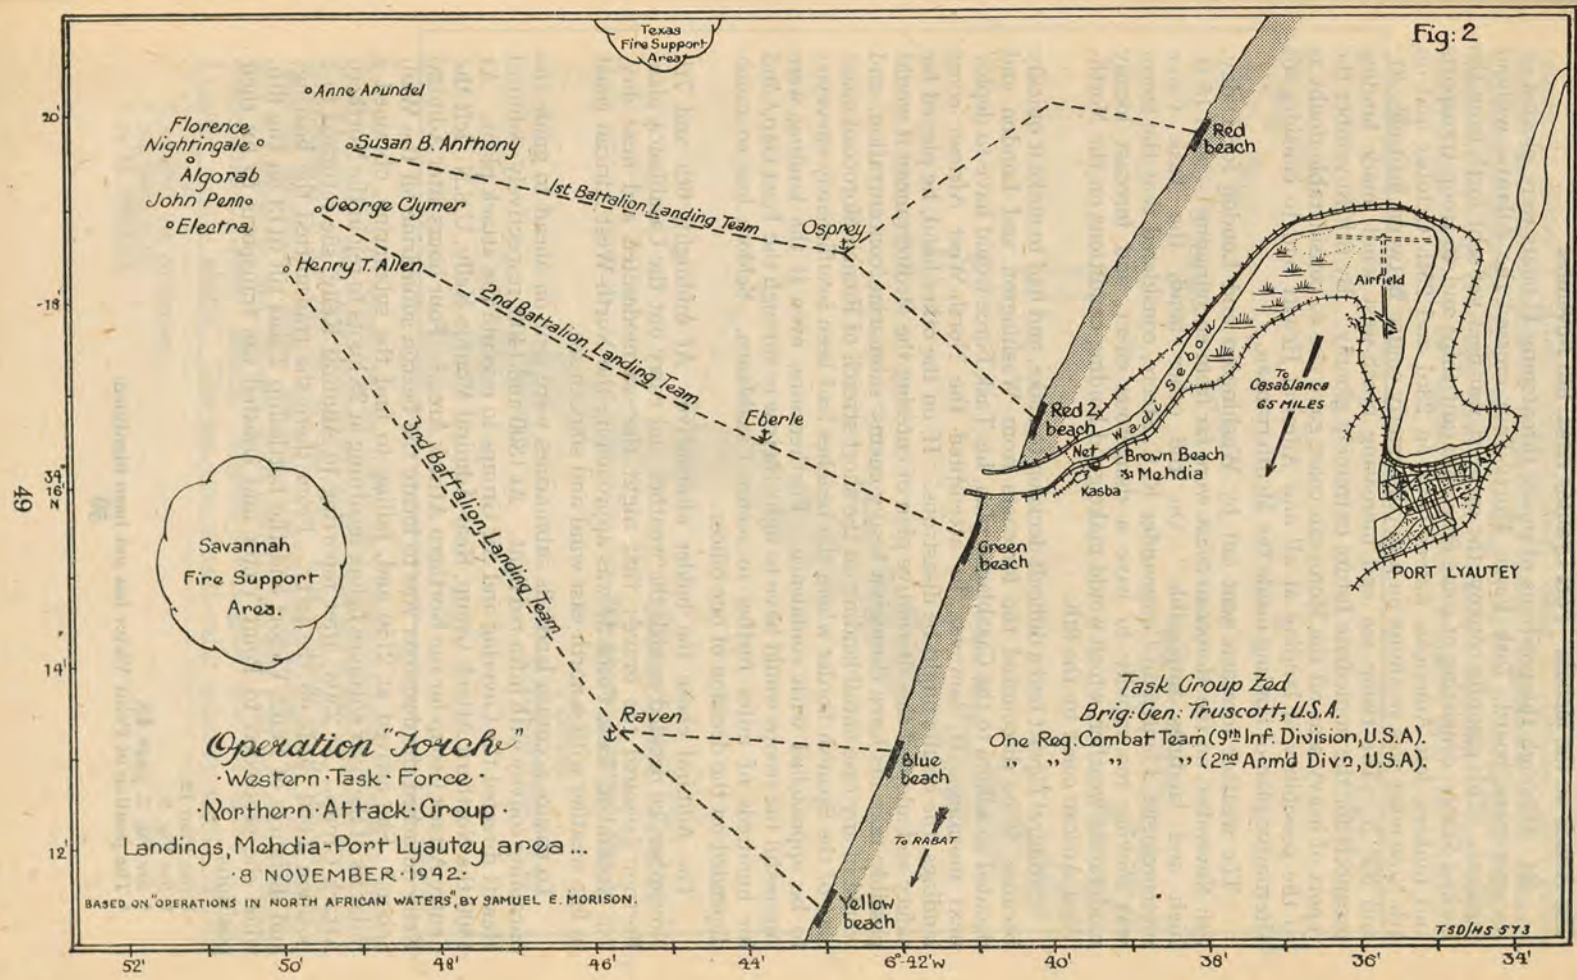 Fig: 2
Texas
Fire Support
Area
Anne Arundel
Florence
Nightingale
Susan B. Anthony
Algorab
John Penn
George Clymer
Electra
Henry T. Allen
1st Battalion Landing Team
2nd Battalion Landing Team
3rd Battalion Landing Team
Osprey
Eberle
Raven
Red
beach
Red 2
beach
Green
beach
Blue
beach
Yellow
beach
Wadi Sebou
Airfield
To
Casablanca
65 MILES
Net
Brown Beach
Mehdia
Kasba
PORT LYAUTEY
Savannah
Fire Support
Area.
To RABAT
Task Group Zed
Brig: Gen: Truscott, U.S.A.
One Reg. Combat Team (9th Inf. Division, U.S.A).
" " " " (2nd Arm'd Divn, U.S.A).
Operation "Torch"
·Western·Task·Force·
·Northern·Attack·Group·
Landings, Mehdia-Port Lyautey area...
·8 NOVEMBER·1942·
BASED ON "OPERATIONS IN NORTH AFRICAN WATERS", BY SAMUEL E. MORISON.
TSD/HS 573
20'
18'
34°
16'
N
14'
12'
52' 50' 48' 46' 44' 6°-42'W 40' 38' 36' 34'
49